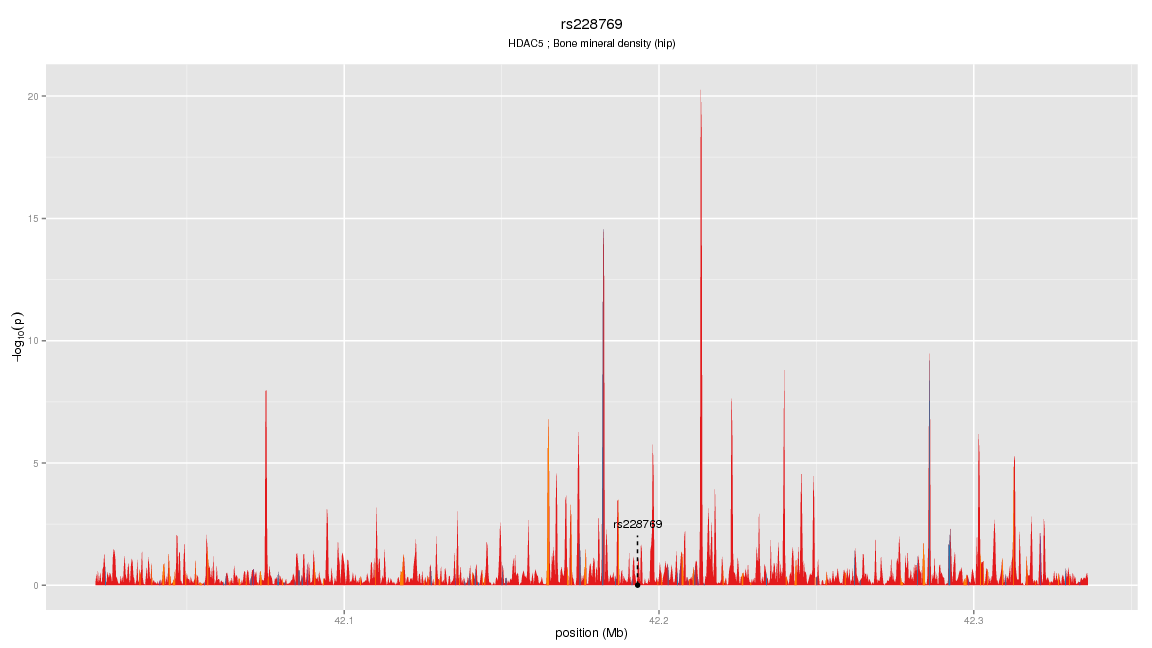 rs228769
HDAC5 ; Bone mineral density (hip)
20
15
10
5
0
−log10(p)
rs228769
42.1
42.2
42.3
position (Mb)